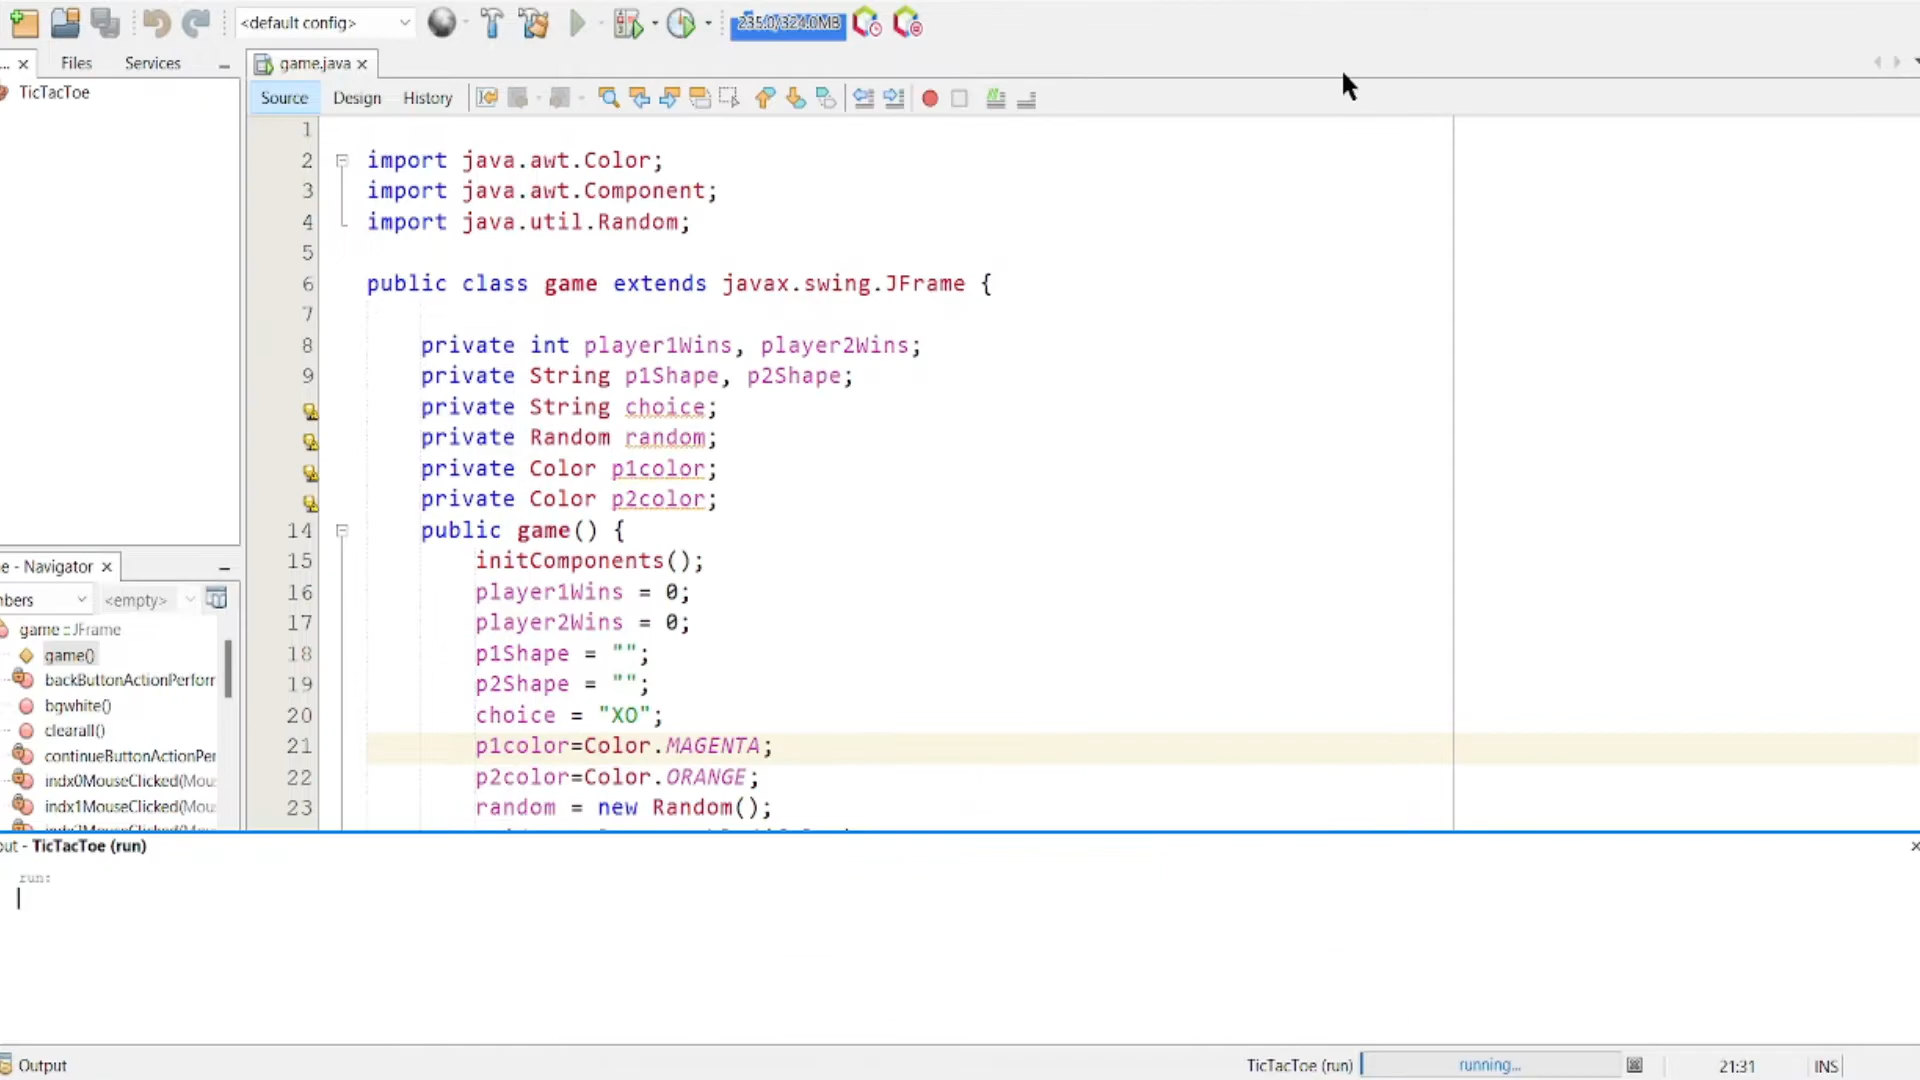 <default config>
235.0/324.0MB
... Files Services
game.java
TicTacToe
Source Design History
1
2 import java.awt.Color;
3 import java.awt.Component;
4 import java.util.Random;
5
6 public class game extends javax.swing.JFrame {
7
8 private int player1Wins, player2Wins;
9 private String p1Shape, p2Shape;
private String choice;
private Random random;
private Color p1color;
private Color p2color;
14 public game() {
15 initComponents();
16 player1Wins = 0;
17 player2Wins = 0;
18 p1Shape = "";
19 p2Shape = "";
20 choice = "XO";
21 p1color=Color.MAGENTA;
22 p2color=Color.ORANGE;
23 random = new Random();
e - Navigator
nbers <empty>
game :: JFrame
game()
backButtonActionPerforr
bgwhite()
clearall()
continueButtonActionPer
indx0MouseClicked(Mou
indx1MouseClicked(Mou
out - TicTacToe (run)
run:
Output
TicTacToe (run) running... 21:31 INS